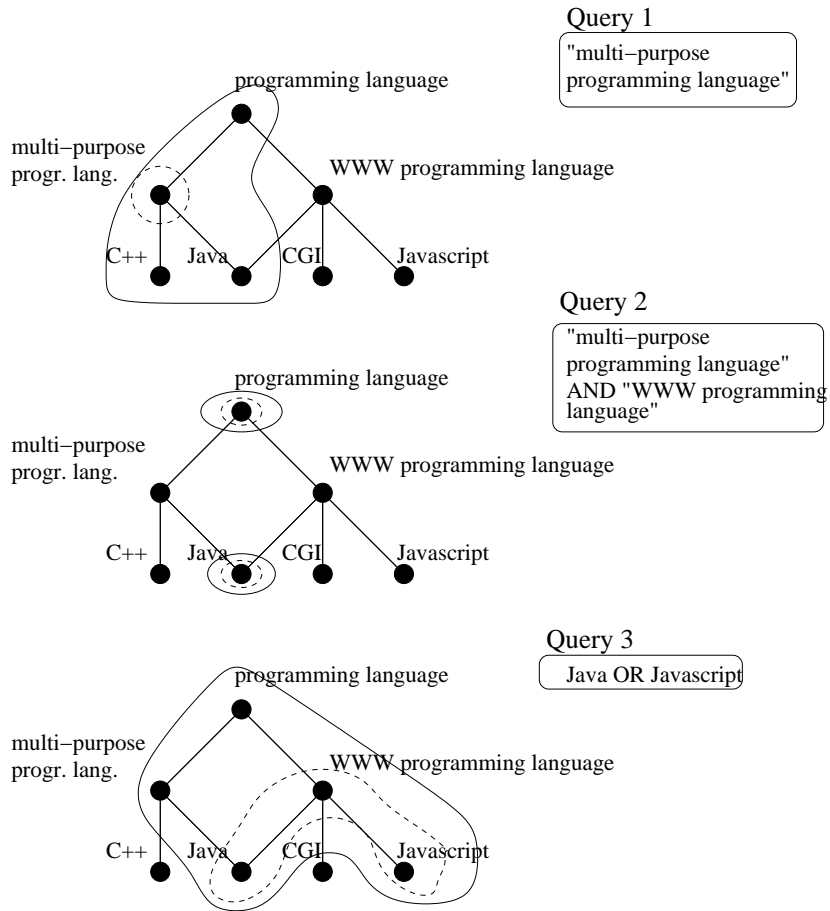 Query 1
"multi−purpose
programming language"
programming language
multi−purpose
progr. lang.
WWW programming language
C++ Java CGI Javascript
Query 2
"multi−purpose
programming language"
AND "WWW programming
language"
programming language
multi−purpose
progr. lang.
WWW programming language
C++ Java CGI Javascript
Query 3
Java OR Javascript
programming language
multi−purpose
progr. lang.
WWW programming language
C++ Java CGI Javascript